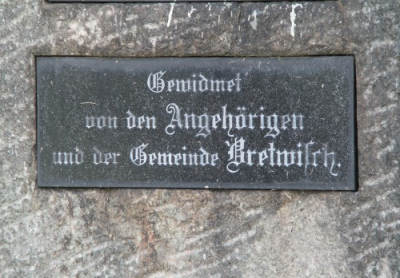 Gewidmet
von den Angehörigen
und der Gemeinde Bretwisch.